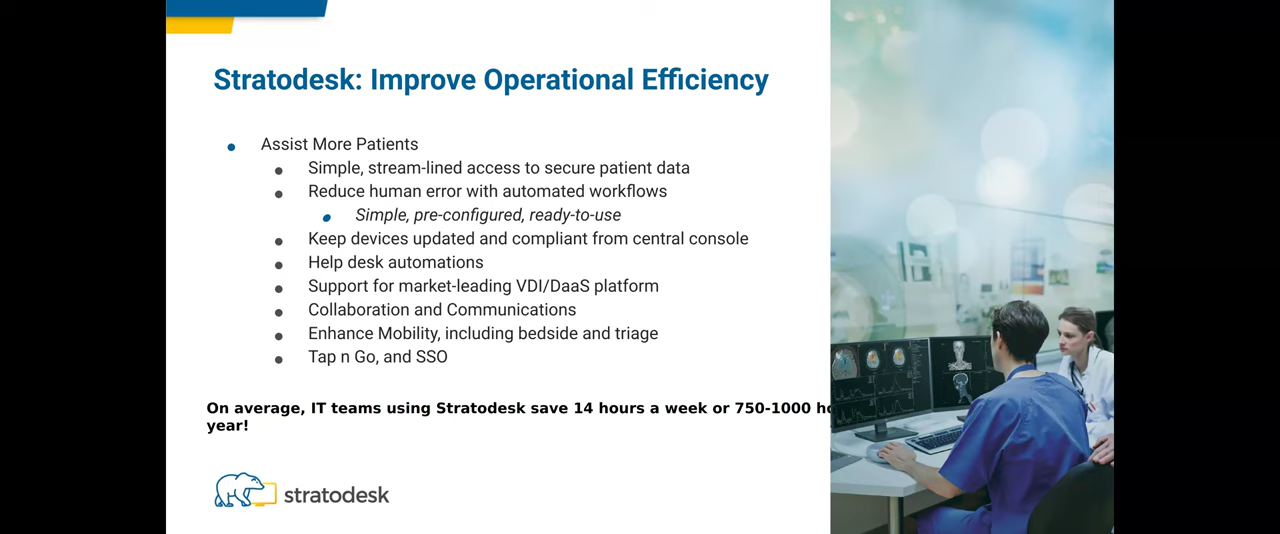 Stratodesk: Improve Operational Efficiency
Assist More Patients
Simple, stream-lined access to secure patient data
Reduce human error with automated workflows
Simple, pre-configured, ready-to-use
Keep devices updated and compliant from central console
Help desk automations
Support for market-leading VDI/DaaS platform
Collaboration and Communications
Enhance Mobility, including bedside and triage
Tap n Go, and SSO
On average, IT teams using Stratodesk save 14 hours a week or 750-1000
year!
stratodesk